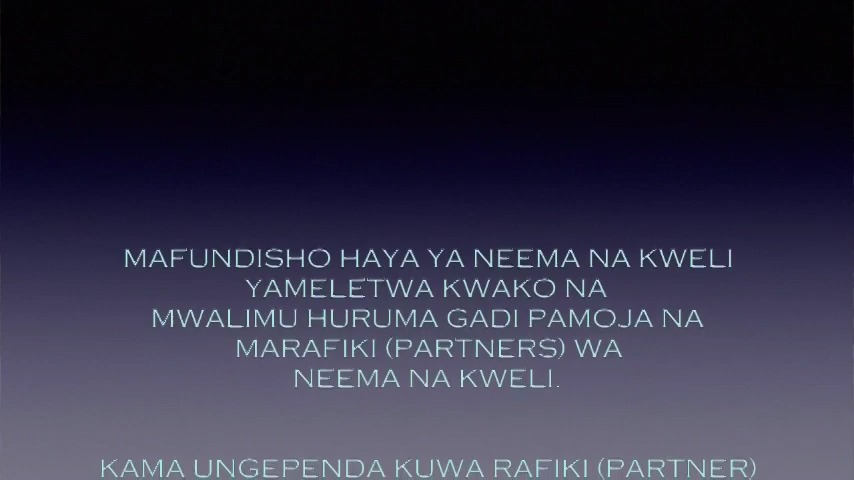 MAFUNDISHO HAYA YA NEEMA NA KWELI
YAMELETWA KWAKO NA
MWALIMU HURUMA GADI PAMOJA NA
MARAFIKI (PARTNERS) WA
NEEMA NA KWELI.
KAMA UNGEPENDA KUWA RAFIKI (PARTNER)